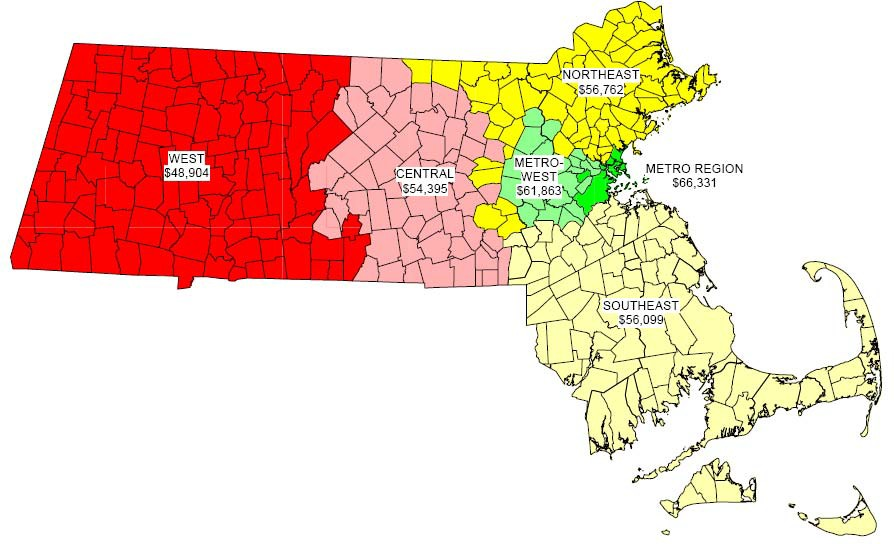 NORTHEAST
$56,762
WEST
$48,904
CENTRAL
$54,395
METRO-
WEST
$61,863
METRO REGION
$66,331
SOUTHEAST
$56,099